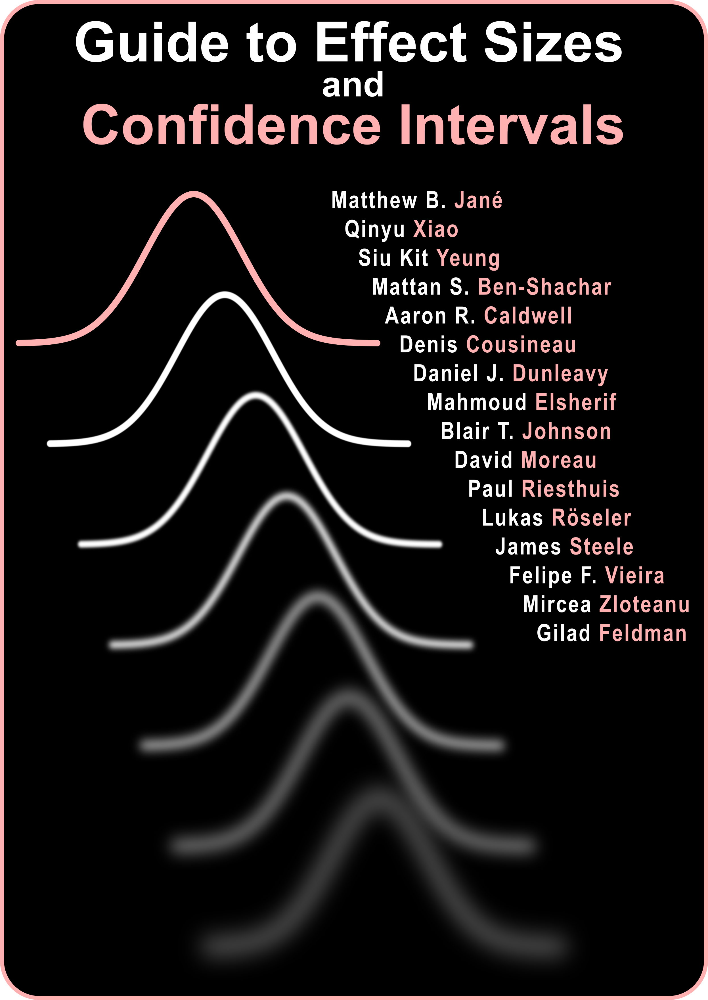 Guide to Effect Sizes
and
Confidence Intervals
Matthew B. Jané
Qinyu Xiao
Siu Kit Yeung
Mattan S. Ben-Shachar
Aaron R. Caldwell
Denis Cousineau
Daniel J. Dunleavy
Mahmoud Elsherif
Blair T. Johnson
David Moreau
Paul Riesthuis
Lukas Röseler
James Steele
Felipe F. Vieira
Mircea Zloteanu
Gilad Feldman